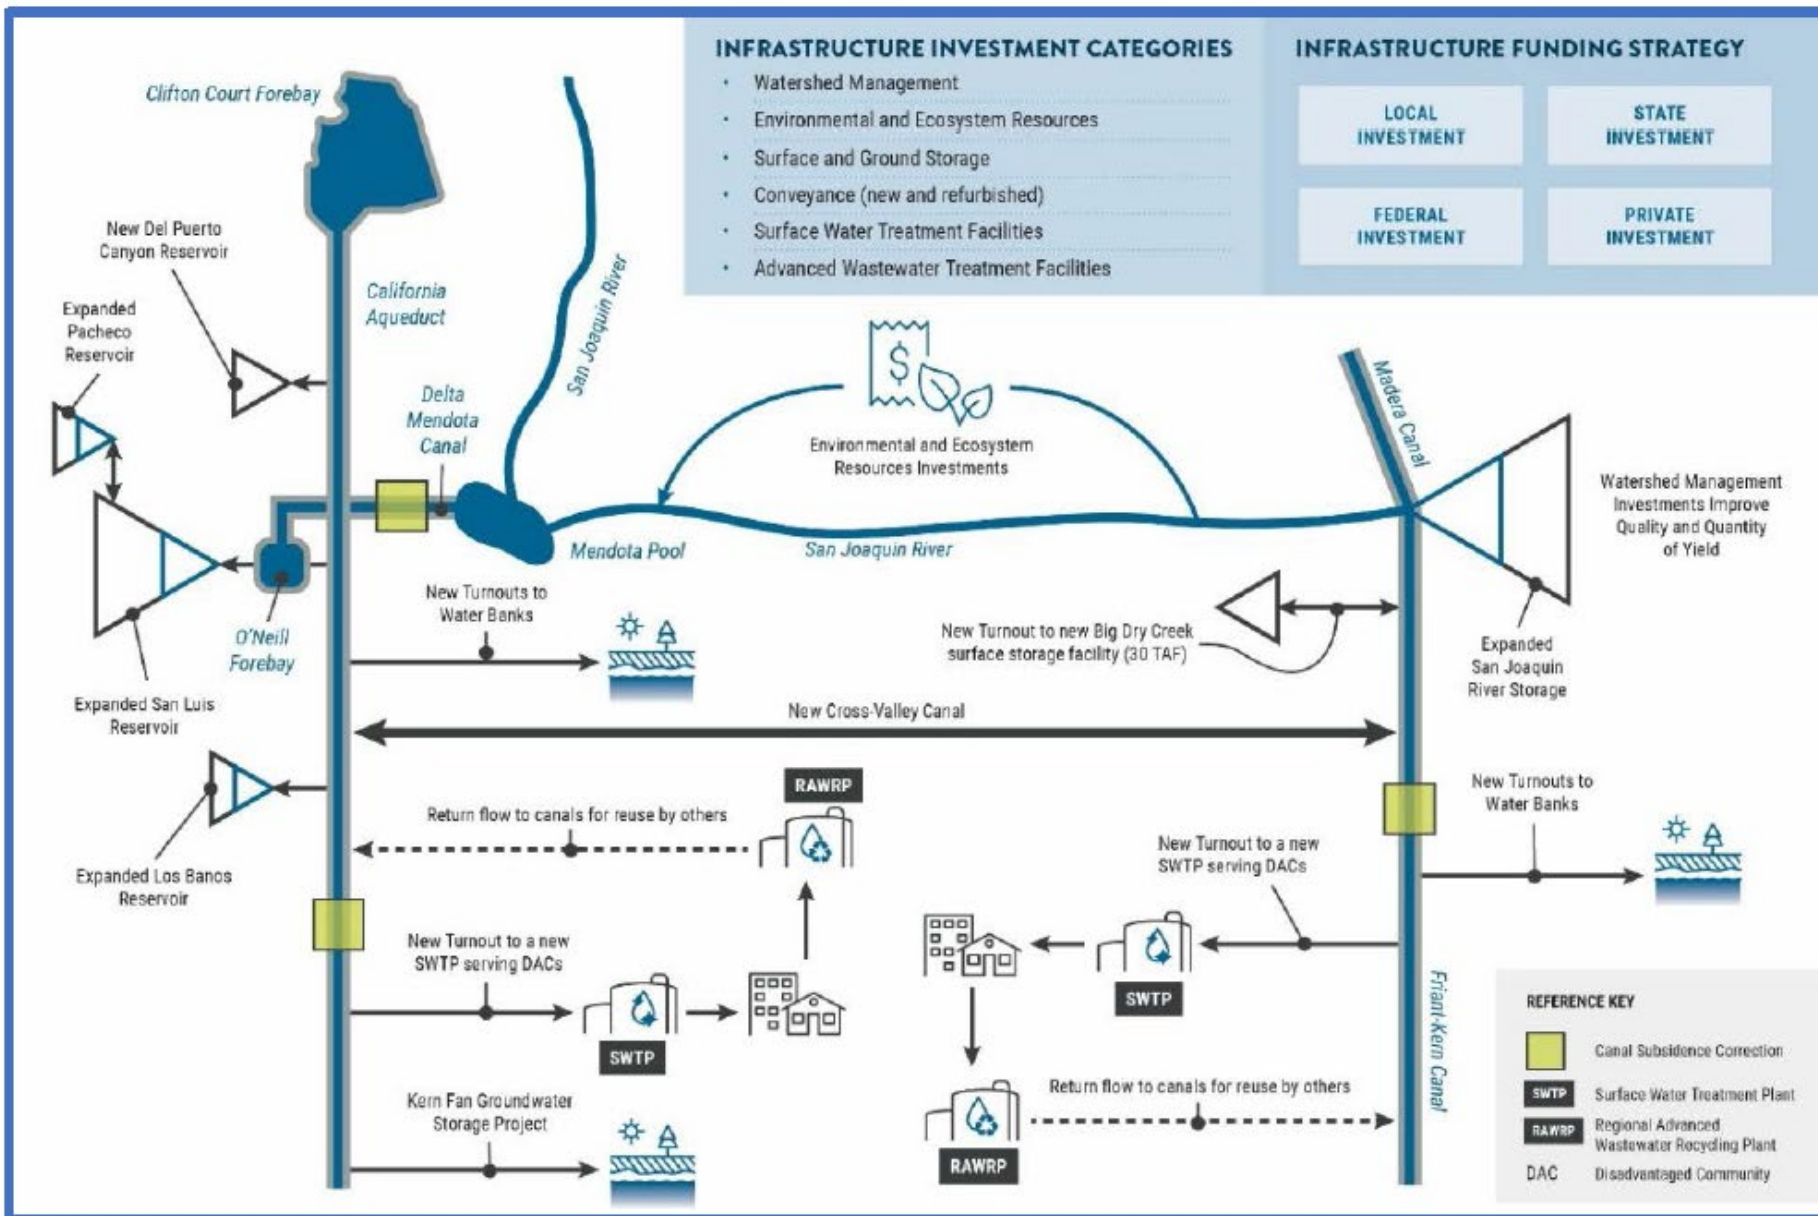 INFRASTRUCTURE INVESTMENT CATEGORIES
• Watershed Management
• Environmental and Ecosystem Resources
• Surface and Ground Storage
• Conveyance (new and refurbished)
• Surface Water Treatment Facilities
• Advanced Wastewater Treatment Facilities
INFRASTRUCTURE FUNDING STRATEGY
LOCAL
INVESTMENT
STATE
INVESTMENT
FEDERAL
INVESTMENT
PRIVATE
INVESTMENT
Clifton Court Forebay
New Del Puerto
Canyon Reservoir
Expanded
Pacheco
Reservoir
California
Aqueduct
San Joaquin River
Delta
Mendota
Canal
$
Environmental and Ecosystem
Resources Investments
Madera Canal
Watershed Management
Investments Improve
Quality and Quantity
of Yield
Mendota Pool
San Joaquin River
New Turnouts to
Water Banks
O'Neill
Forebay
New Turnout to new Big Dry Creek
surface storage facility (30 TAF)
Expanded
San Joaquin
River Storage
Expanded San Luis
Reservoir
New Cross-Valley Canal
RAWRP
Return flow to canals for reuse by others
New Turnouts to
Water Banks
Expanded Los Banos
Reservoir
New Turnout to a new
SWTP serving DACs
New Turnout to a new
SWTP serving DACs
SWTP
SWTP
Friant-Kern Canal
Kern Fan Groundwater
Storage Project
Return flow to canals for reuse by others
RAWRP
REFERENCE KEY
Canal Subsidence Correction
SWTP Surface Water Treatment Plant
RAWRP Regional Advanced
Wastewater Recycling Plant
DAC Disadvantaged Community